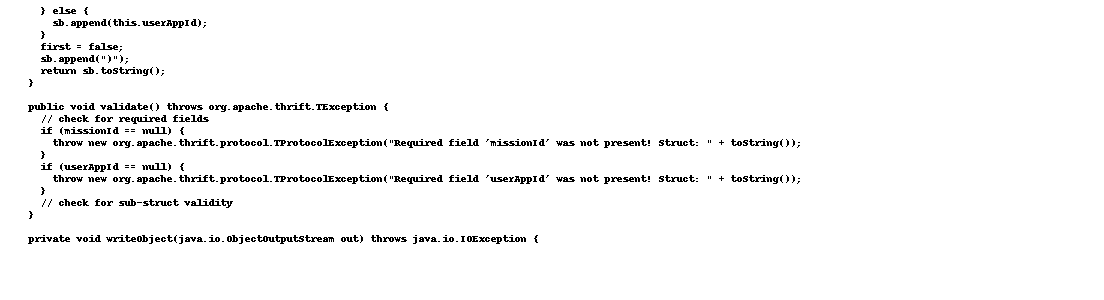 } else {
sb.append(this.userAppId);
}
first = false;
sb.append(")");
return sb.toString();
}
public void validate() throws org.apache.thrift.TException {
// check for required fields
if (missionId == null) {
throw new org.apache.thrift.protocol.TProtocolException("Required field 'missionId' was not present! Struct: " + toString());
}
if (userAppId == null) {
throw new org.apache.thrift.protocol.TProtocolException("Required field 'userAppId' was not present! Struct: " + toString());
}
// check for sub-struct validity
}
private void writeObject(java.io.ObjectOutputStream out) throws java.io.IOException {